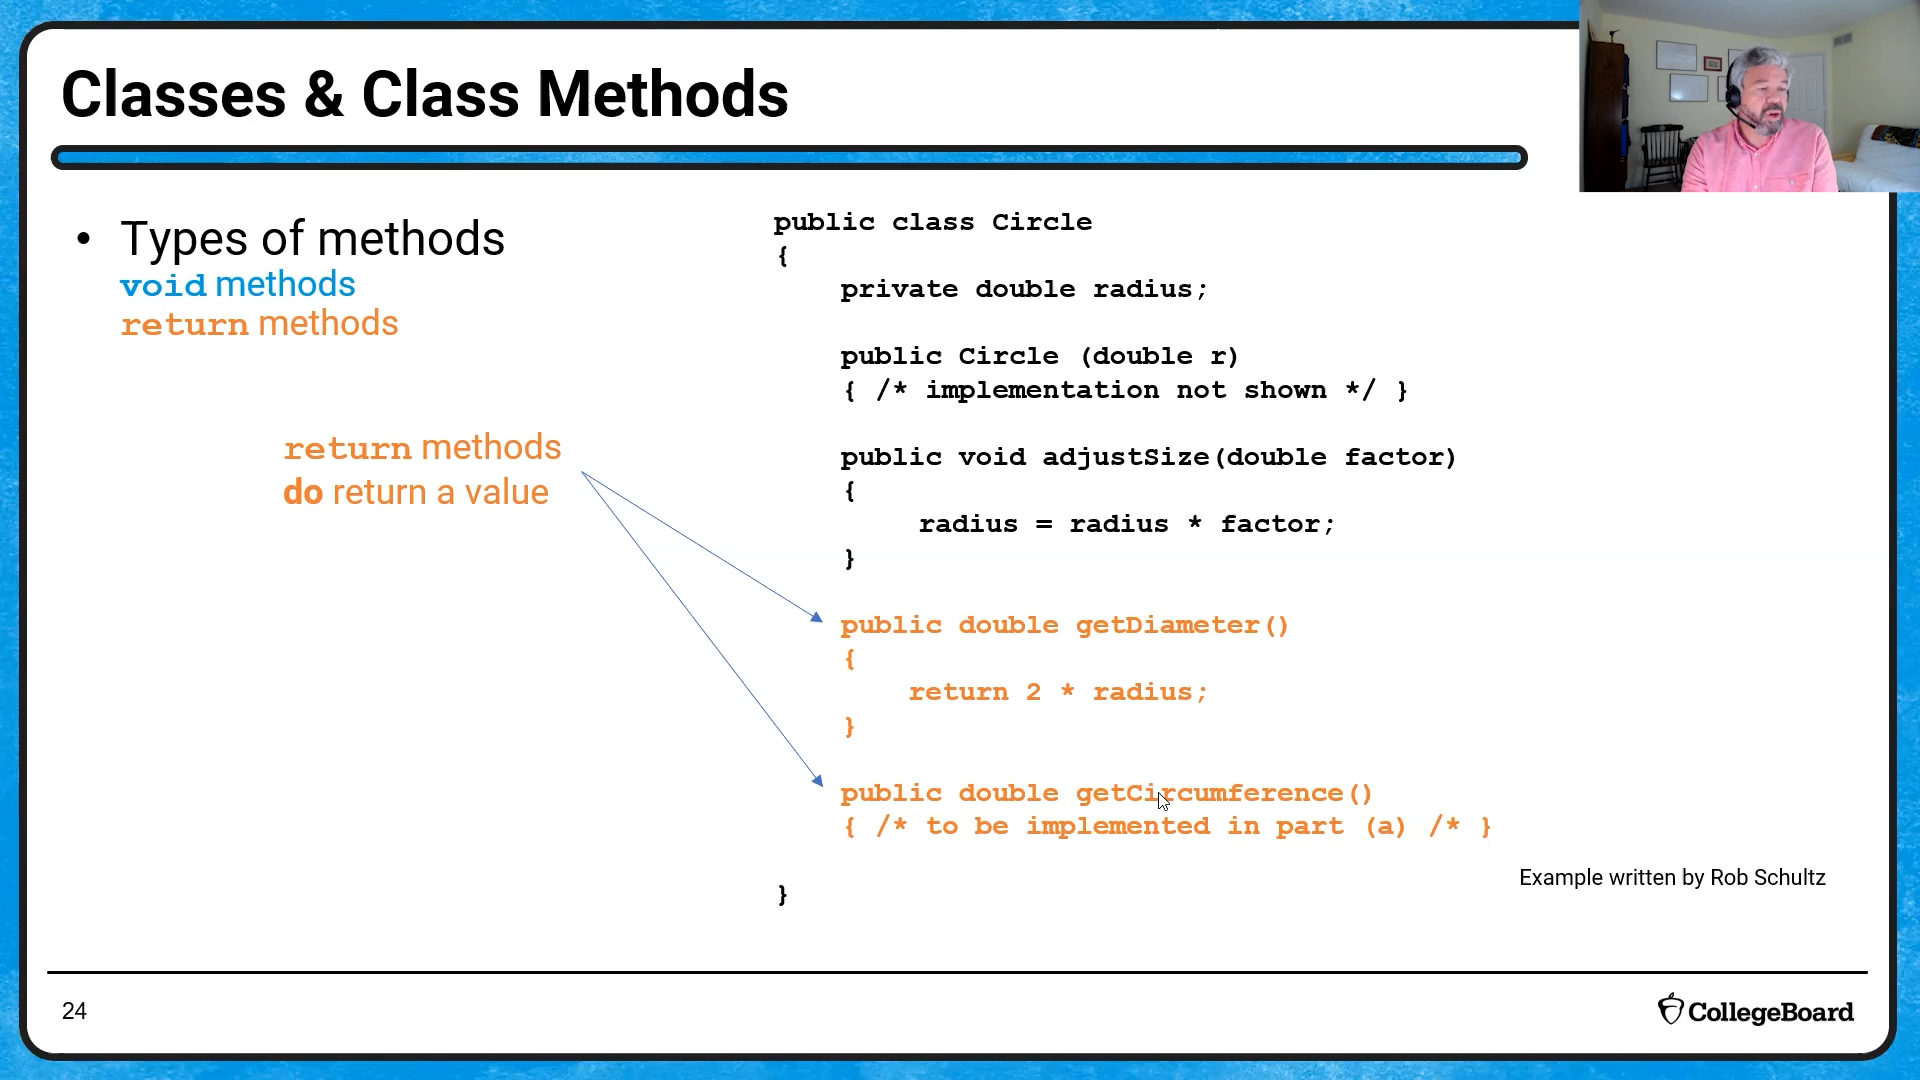 Classes & Class Methods
• Types of methods
void methods
return methods
return methods
do return a value
public class Circle
{
private double radius;
public Circle (double r)
{ /* implementation not shown */ }
public void adjustSize(double factor)
{
radius = radius * factor;
}
public double getDiameter()
{
return 2 * radius;
}
public double getCircumference()
{ /* to be implemented in part (a) /* }
}
Example written by Rob Schultz
24
CollegeBoard